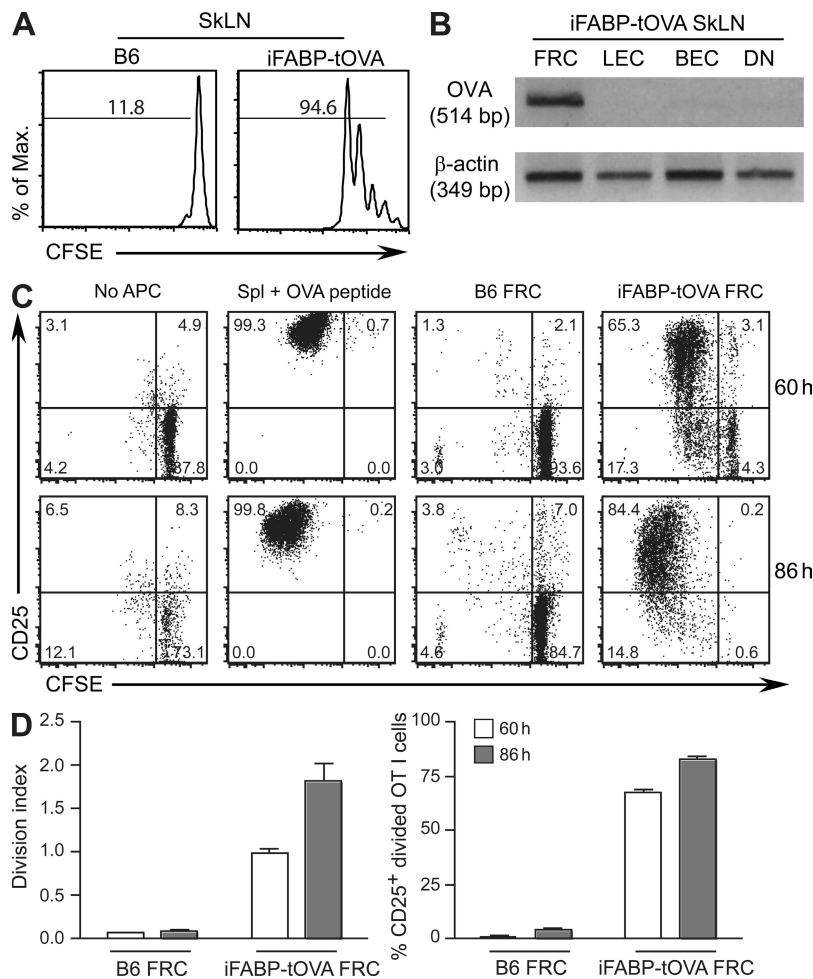 A
SkLN
B6
iFABP-tOVA
11.8
94.6
% of Max.
CFSE
B
iFABP-tOVA SkLN
FRC LEC BEC DN
OVA
(514 bp)
β-actin
(349 bp)
C
No APC
Spl + OVA peptide
B6 FRC
iFABP-tOVA FRC
3.1 4.9
99.3 0.7
1.3 2.1
65.3 3.1
60 h
4.2 87.8
0.0 0.0
3.0 93.6
17.3 4.3
6.5 8.3
99.8 0.2
3.8 7.0
84.4 0.2
86 h
12.1 73.1
0.0 0.0
4.6 84.7
14.8 0.6
CD25
CFSE
D
Division index
2.5
2.0
1.5
1.0
0.5
0.0
B6 FRC
iFABP-tOVA FRC
% CD25+ divided OT I cells
100
75
50
25
0
60 h
86 h
B6 FRC
iFABP-tOVA FRC